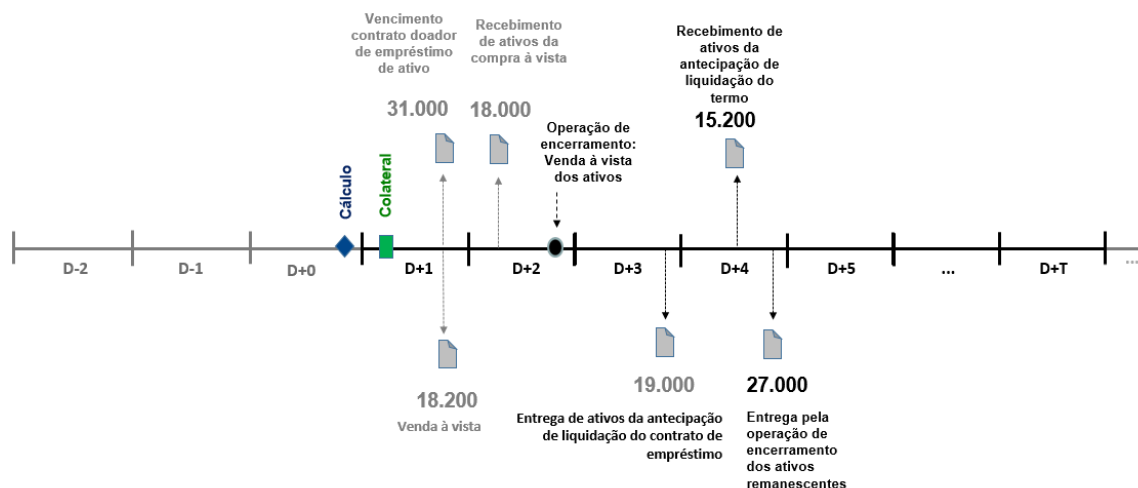 Vencimento
contrato doador
de empréstimo
de ativo
31.000
Recebimento
de ativos da
compra à vista
18.000
Operação de
encerramento:
Venda à vista
dos ativos
Recebimento de
ativos da
antecipação de
liquidação do
termo
15.200
Cálculo
Colateral
D-2
D-1
D+0
D+1
D+2
D+3
D+4
D+5
...
D+T
...
18.200
Venda à vista
19.000
Entrega de ativos da antecipação
de liquidação do contrato de
empréstimo
27.000
Entrega pela
operação de
encerramento
dos ativos
remanescentes